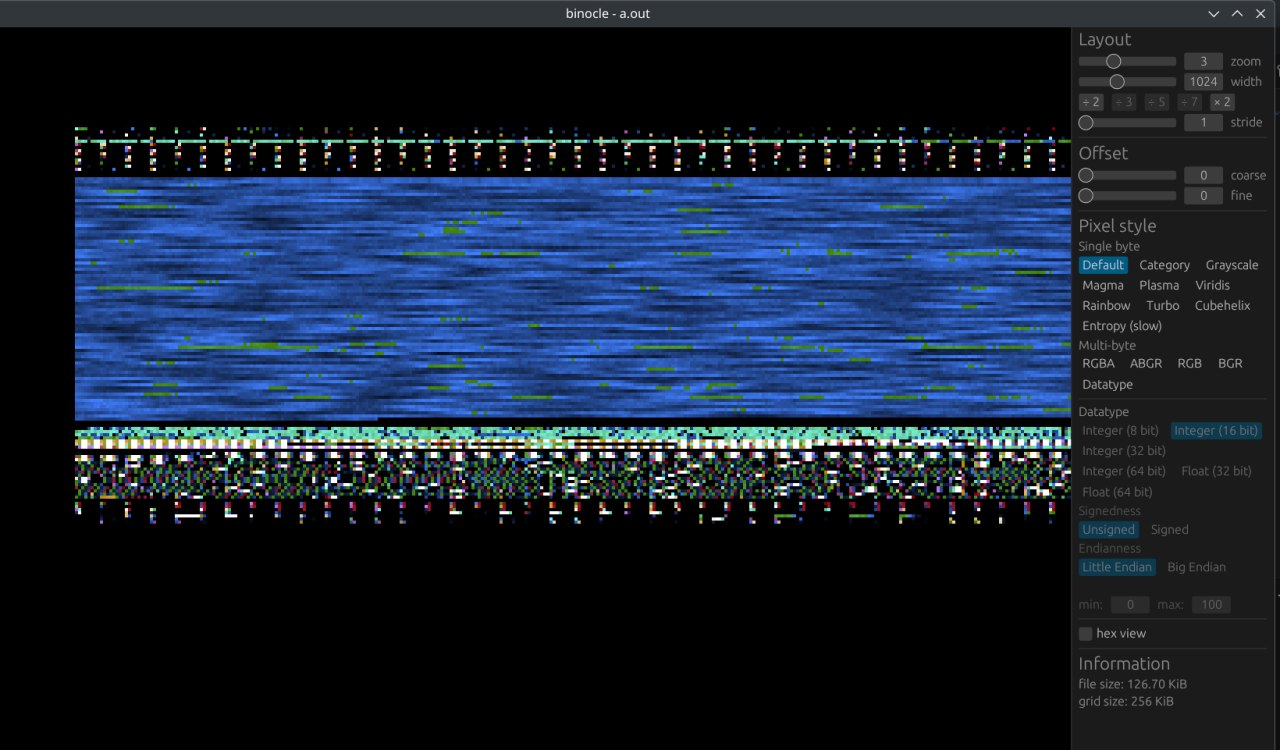 binocle - a.out
Layout
3 zoom
1024 width
÷ 2 ÷ 3 ÷ 5 ÷ 7 × 2
1 stride
Offset
0 coarse
0 fine
Pixel style
Single byte
Default Category Grayscale
Magma Plasma Viridis
Rainbow Turbo Cubehelix
Entropy (slow)
Multi-byte
RGBA ABGR RGB BGR
Datatype
Datatype
Integer (8 bit) Integer (16 bit)
Integer (32 bit)
Integer (64 bit) Float (32 bit)
Float (64 bit)
Signedness
Unsigned Signed
Endianness
Little Endian Big Endian
min: 0 max: 100
hex view
Information
file size: 126.70 KiB
grid size: 256 KiB